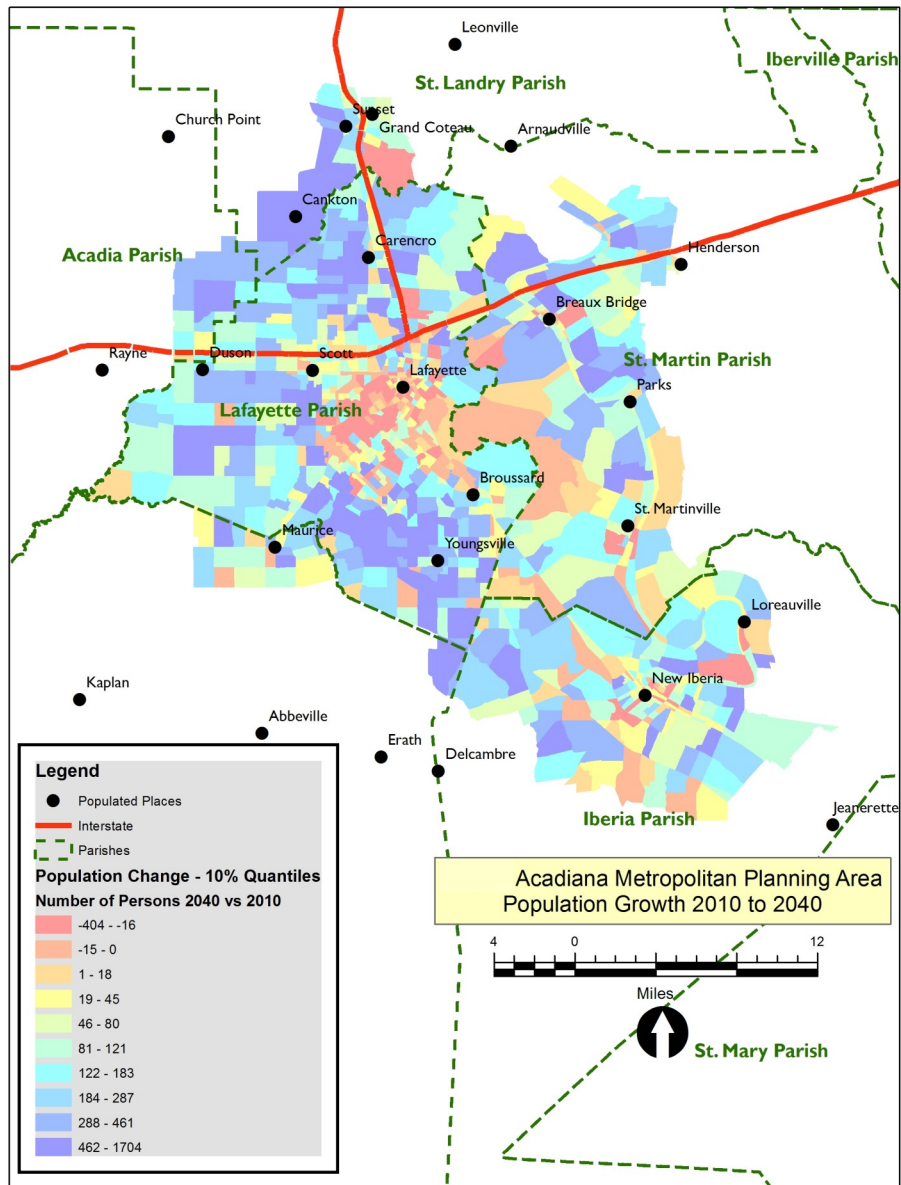 Leonville
Iberville Parish
St. Landry Parish
Sunset
Church Point
Grand Coteau
Arnaudville
Cankton
Carencro
Acadia Parish
Henderson
Breaux Bridge
Rayne
Duson
Scott
St. Martin Parish
Lafayette
Parks
Lafayette Parish
Broussard
St. Martinville
Maurice
Youngsville
Loreauville
New Iberia
Kaplan
Abbeville
Erath
Delcambre
Iberia Parish
Jeanerette
Legend
Populated Places
Interstate
Parishes
Population Change - 10% Quantiles
Number of Persons 2040 vs 2010
-404 - -16
-15 - 0
1 - 18
19 - 45
46 - 80
81 - 121
122 - 183
184 - 287
288 - 461
462 - 1704
Acadiana Metropolitan Planning Area
Population Growth 2010 to 2040
4 0 12
Miles
St. Mary Parish